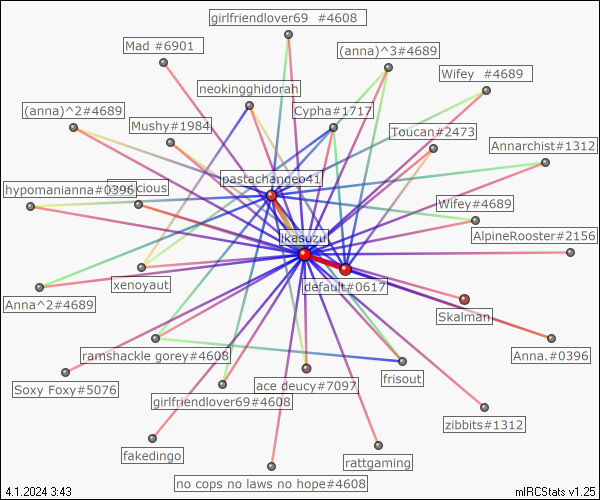 girlfriendlover69 #4608
Mad #6901
(anna)^3#4689
Wifey #4689
neokingghidorah
(anna)^2#4689
Cypha#1717
Mushy#1984
Toucan#2473
Annarchist#1312
pastachangeo41
hypomanianna#0396
Wifey#4689
jkasuzu
AlpineRooster#2156
xenoyaut
default#0617
Anna^2#4689
Skalman
ramshackle gorey#4608
Anna.#0396
frisout
Soxy Foxy#5076
ace deucy#7097
girlfriendlover69#4608
zibbits#1312
fakedingo
rattgaming
no cops no laws no hope#4608
4.1.2024 3:43
mIRCStats v1.25